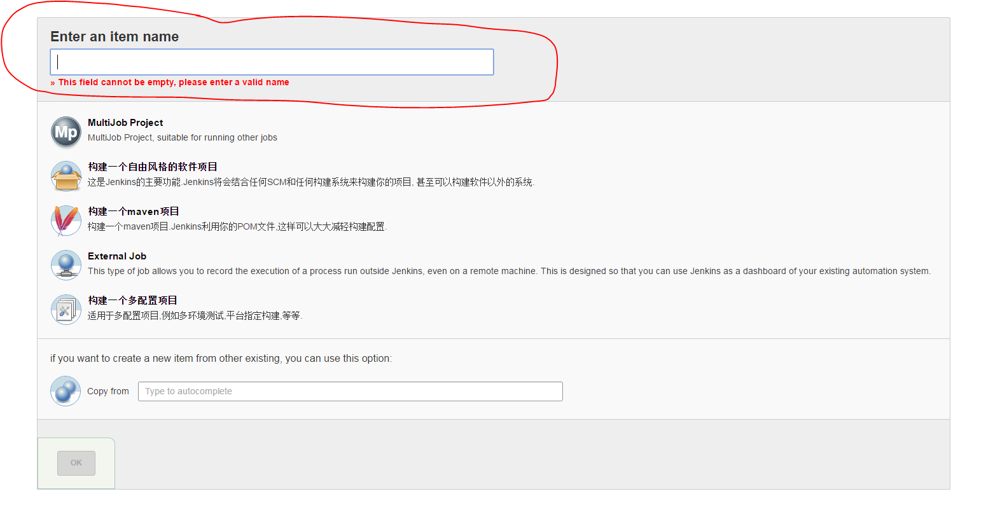 Enter an item name
» This field cannot be empty, please enter a valid name
Mp
MultiJob Project
MultiJob Project, suitable for running other jobs
构建一个自由风格的软件项目
这是Jenkins的主要功能.Jenkins将会结合任何SCM和任何构建系统来构建你的项目, 甚至可以构建软件以外的系统.
构建一个maven项目
构建一个maven项目.Jenkins利用你的POM文件,这样可以大大减轻构建配置.
External Job
This type of job allows you to record the execution of a process run outside Jenkins, even on a remote machine. This is designed so that you can use Jenkins as a dashboard of your existing automation system.
构建一个多配置项目
适用于多配置项目,例如多环境测试,平台指定构建,等等.
if you want to create a new item from other existing, you can use this option:
Copy from
Type to autocomplete
OK